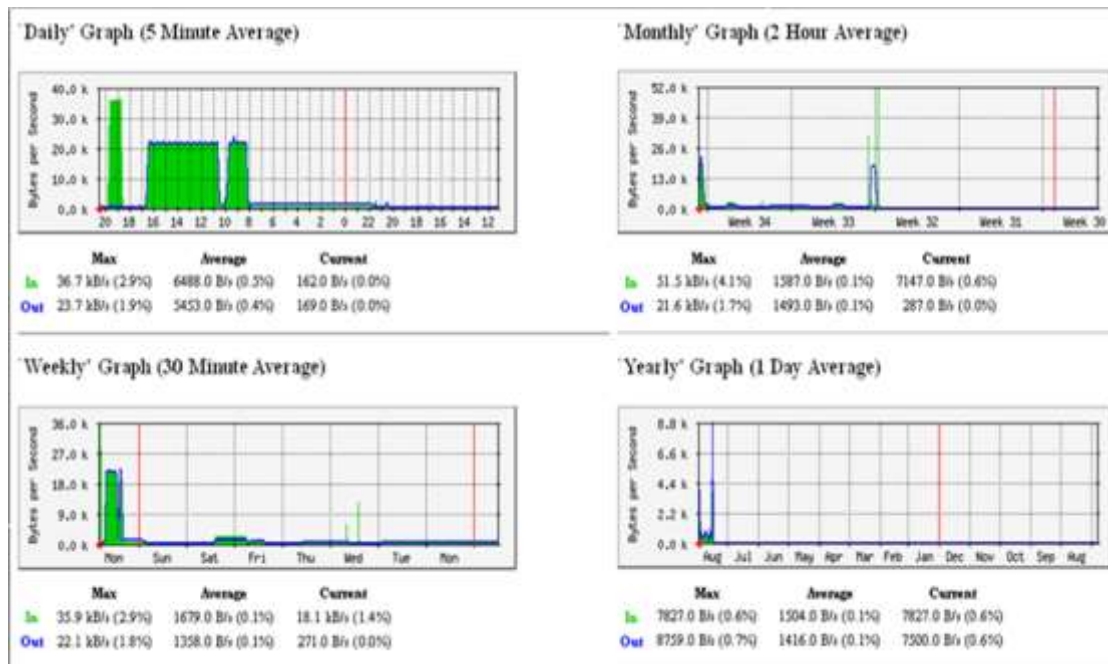 `Daily' Graph (5 Minute Average)
Bytes per Second
40.0 k
30.0 k
20.0 k
10.0 k
0.0 k
20 18 16 14 12 10 8 6 4 2 0 22 20 18 16 14 12
Max Average Current
In 36.7 kB/s (2.9%) 6488.0 B/s (0.5%) 162.0 B/s (0.0%)
Out 23.7 kB/s (1.9%) 5453.0 B/s (0.4%) 169.0 B/s (0.0%)
`Monthly' Graph (2 Hour Average)
Bytes per Second
52.0 k
39.0 k
26.0 k
13.0 k
0.0 k
Week 34 Week 33 Week 32 Week 31 Week 30
Max Average Current
In 51.5 kB/s (4.1%) 1587.0 B/s (0.1%) 7147.0 B/s (0.6%)
Out 21.6 kB/s (1.7%) 1493.0 B/s (0.1%) 287.0 B/s (0.0%)
`Weekly' Graph (30 Minute Average)
Bytes per Second
36.0 k
27.0 k
18.0 k
9.0 k
0.0 k
Mon Sun Sat Fri Thu Wed Tue Mon
Max Average Current
In 35.9 kB/s (2.9%) 1679.0 B/s (0.1%) 18.1 kB/s (1.4%)
Out 22.1 kB/s (1.8%) 1358.0 B/s (0.1%) 271.0 B/s (0.0%)
`Yearly' Graph (1 Day Average)
Bytes per Second
8.8 k
6.6 k
4.4 k
2.2 k
0.0 k
Aug Jul Jun May Apr Mar Feb Jan Dec Nov Oct Sep Aug
Max Average Current
In 7827.0 B/s (0.6%) 1504.0 B/s (0.1%) 7827.0 B/s (0.6%)
Out 8759.0 B/s (0.7%) 1416.0 B/s (0.1%) 7500.0 B/s (0.6%)